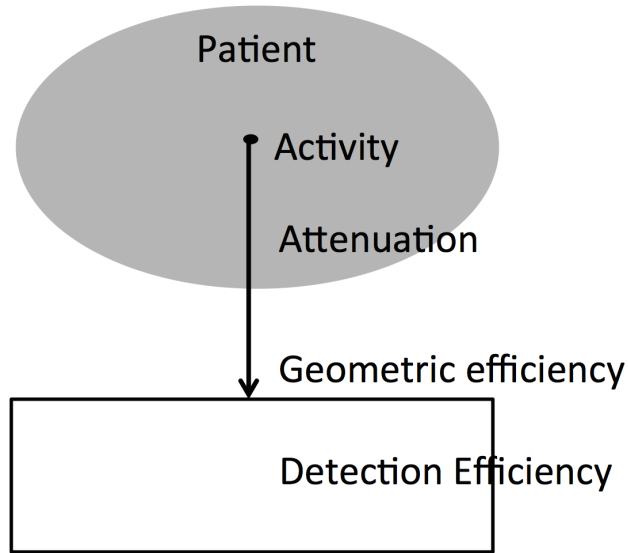 Patient
Activity
Attenuation
Geometric efficiency
Detection Efficiency